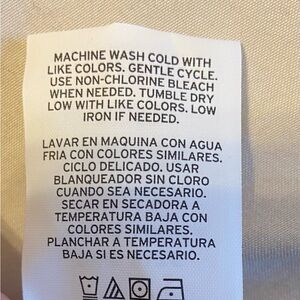 MACHINE WASH COLD WITH
LIKE COLORS. GENTLE CYCLE.
USE NON-CHLORINE BLEACH
WHEN NEEDED. TUMBLE DRY
LOW WITH LIKE COLORS. LOW
IRON IF NEEDED.
LAVAR EN MAQUINA CON AGUA
FRIA CON COLORES SIMILARES.
CICLO DELICADO. USAR
BLANQUEADOR SIN CLORO
CUANDO SEA NECESARIO.
SECAR EN SECADORA A
TEMPERATURA BAJA CON
COLORES SIMILARES.
PLANCHAR A TEMPERATURA
BAJA SI ES NECESARIO.